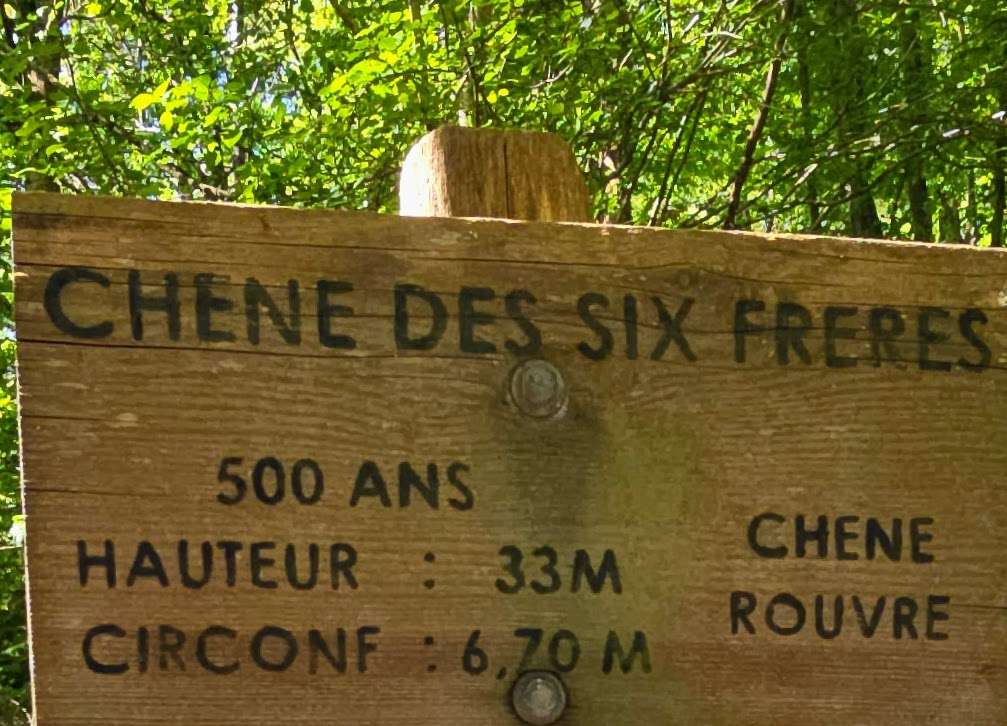 CHENE DES SIX FRERES
500 ANS
HAUTEUR : 33M
CIRCONF : 6,70 M
CHENE
ROUVRE